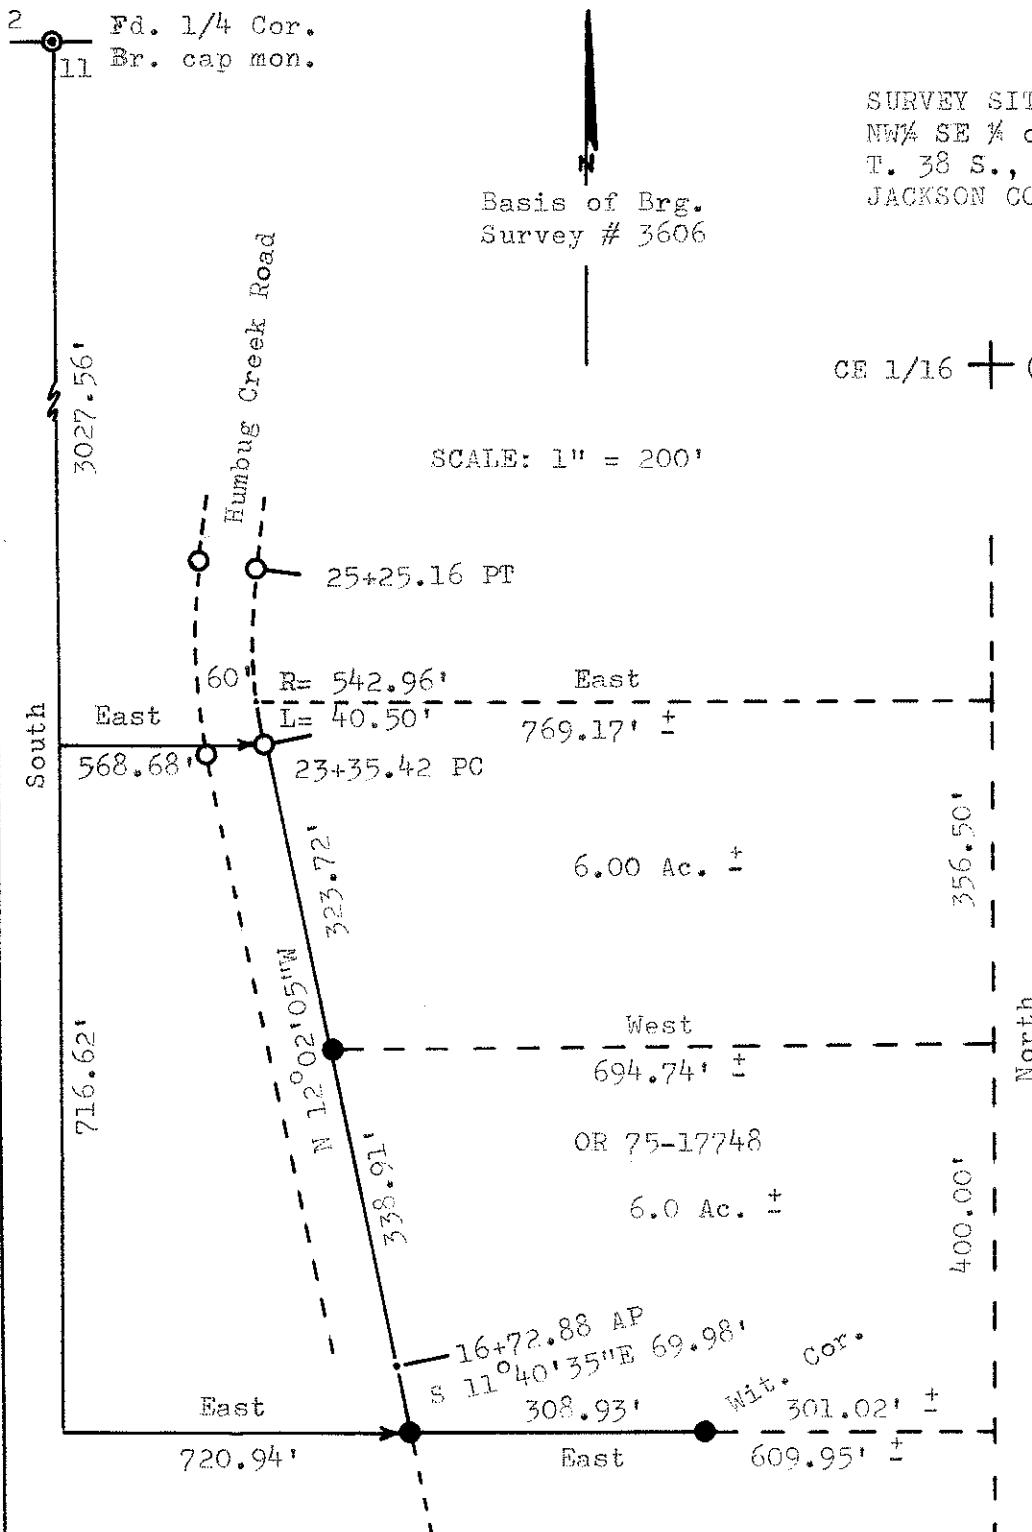 2
Fd. 1/4 Cor.
11
Br. cap mon.
SURVEY SIT
NW¼ SE ¼
T. 38 S.,
JACKSON CO
N
Basis of Brg.
Survey # 3606
Humbug Creek Road
3027.56'
CE 1/16
(
SCALE: 1" = 200'
25+25.16 PT
60'
R= 542.96'
L= 40.50'
East
769.17' ±
South
East
568.68'
23+35.42 PC
323.72'
6.00 Ac. ±
356.50'
N 12°02'05"W
West
694.74' ±
North
716.62'
338.91'
OR 75-17748
6.0 Ac. ±
400.00'
16+72.88 AP
S 11°40'35"E 69.98'
Wit. Cor.
East
720.94'
308.93'
East
301.02' ±
609.95' ±